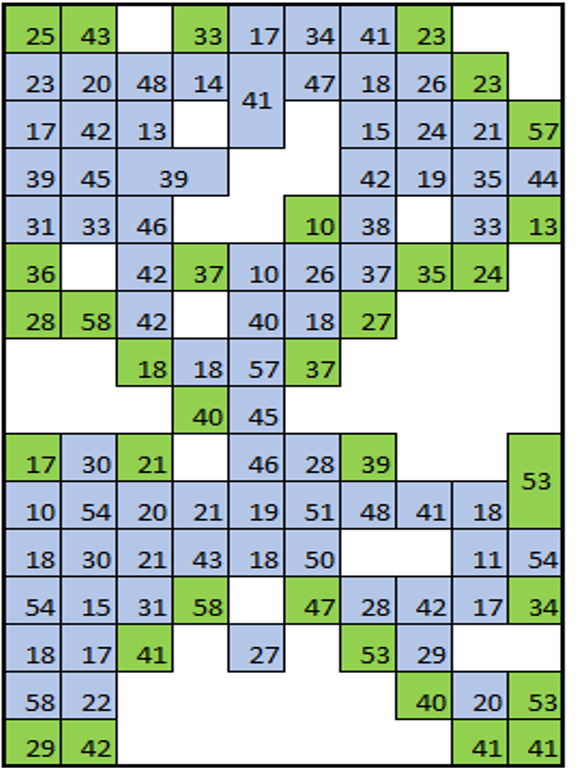 25 43 33 17 34 41 23
23 20 48 14 41 47 18 26 23
17 42 13 15 24 21 57
39 45 39 42 19 35 44
31 33 46 10 38 33 13
36 42 37 10 26 37 35 24
28 58 42 40 18 27
18 18 57 37
40 45
17 30 21 46 28 39 53
10 54 20 21 19 51 48 41 18
18 30 21 43 18 50 11 54
54 15 31 58 47 28 42 17 34
18 17 41 27 53 29
58 22 40 20 53
29 42 41 41